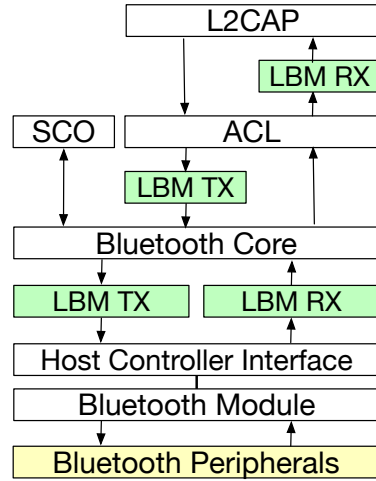 L2CAP
LBM RX
SCO
ACL
LBM TX
Bluetooth Core
LBM TX
LBM RX
Host Controller Interface
Bluetooth Module
Bluetooth Peripherals